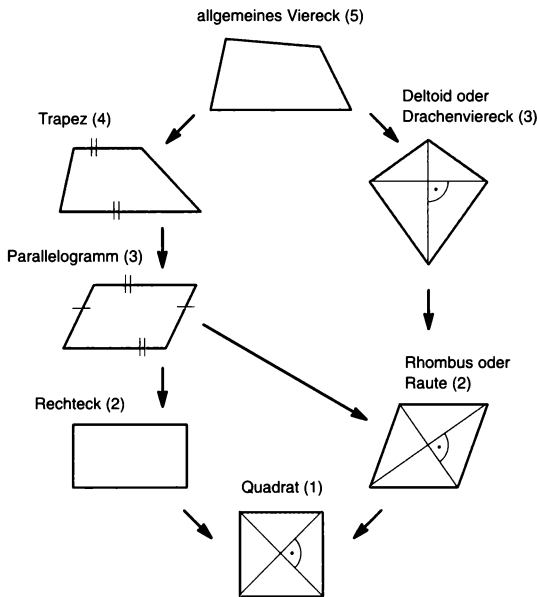 allgemeines Viereck (5)
Trapez (4)
Deltoid oder
Drachenviereck (3)
Parallelogramm (3)
Rhombus oder
Raute (2)
Rechteck (2)
Quadrat (1)